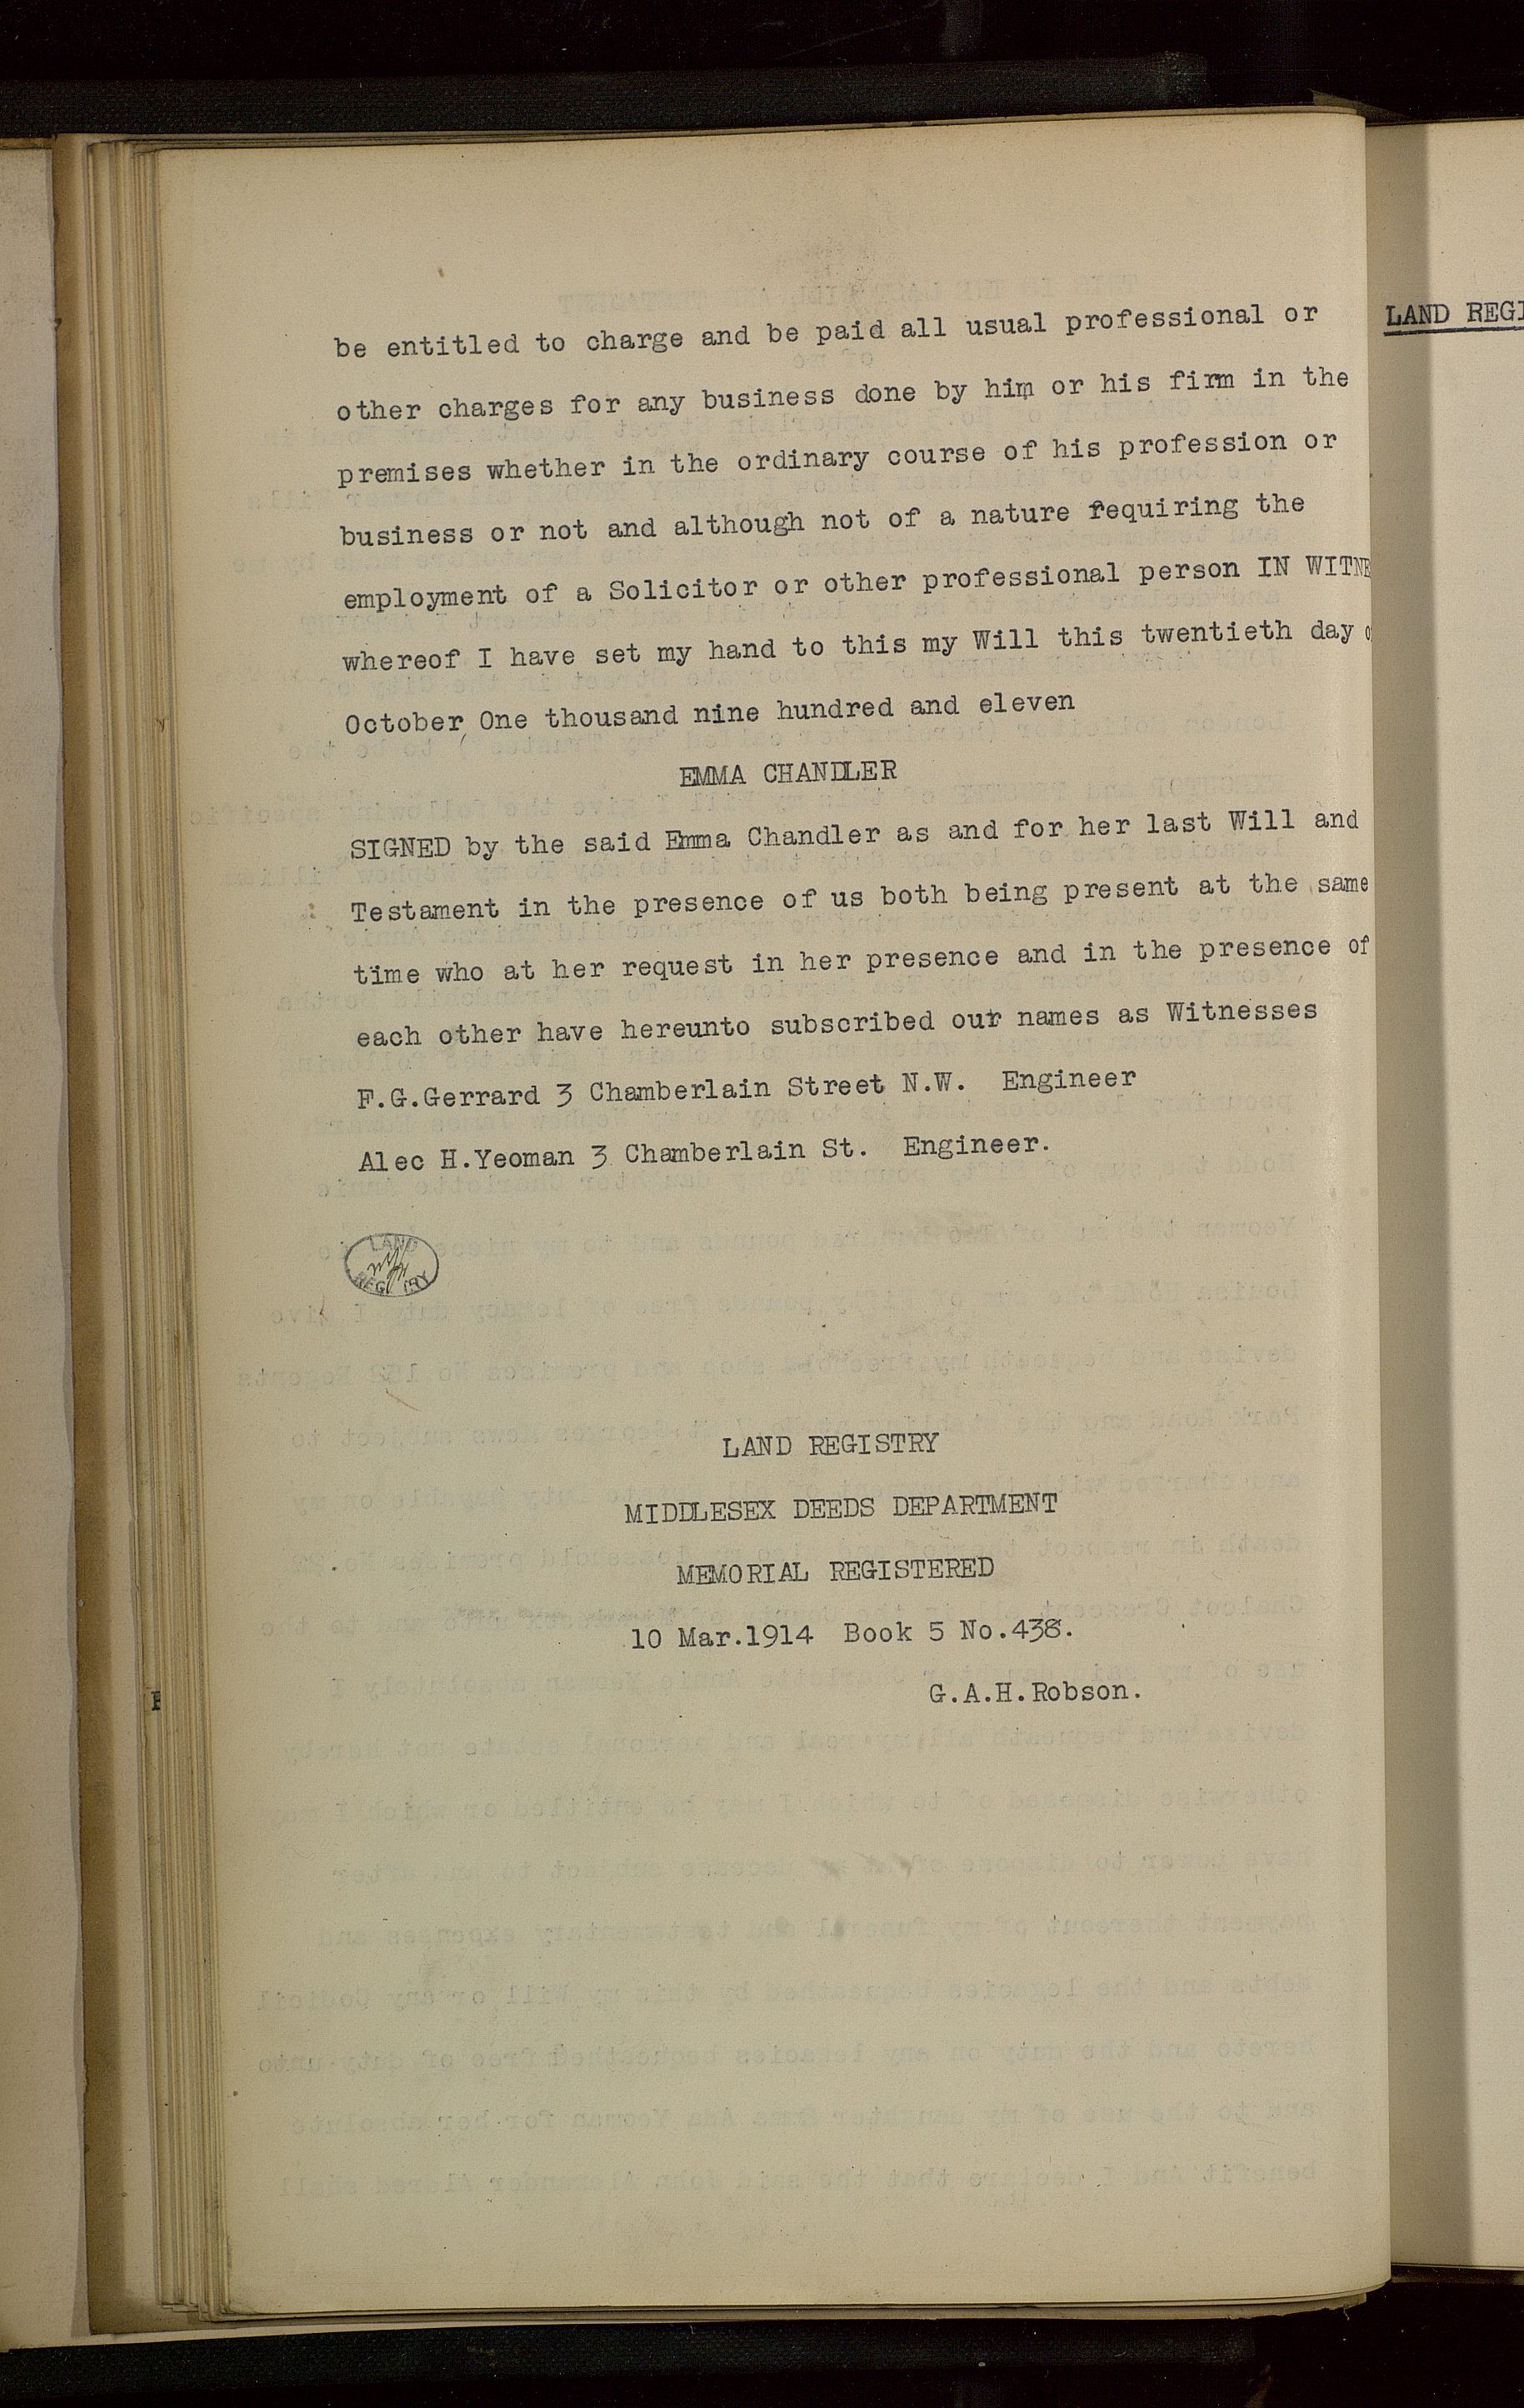 be entitled to charge and be paid all usual professional or
other charges for any business done by him or his firm in the
premises whether in the ordinary course of his profession or
business or not and although not of a nature requiring the
employment of a Solicitor or other professional person IN WITNE
whereof I have set my hand to this my Will this twentieth day o
October One thousand nine hundred and eleven
EMMA CHANDLER
SIGNED by the said Emma Chandler as and for her last Will and
Testament in the presence of us both being present at the same
time who at her request in her presence and in the presence of
each other have hereunto subscribed our names as Witnesses
F.G.Gerrard 3 Chamberlain Street N.W. Engineer
Alec H.Yeoman 3 Chamberlain St. Engineer.
LAND
REGISTRY
LAND REGISTRY
MIDDLESEX DEEDS DEPARTMENT
MEMORIAL REGISTERED
10 Mar.1914 Book 5 No.438.
G.A.H.Robson.
LAND REGI